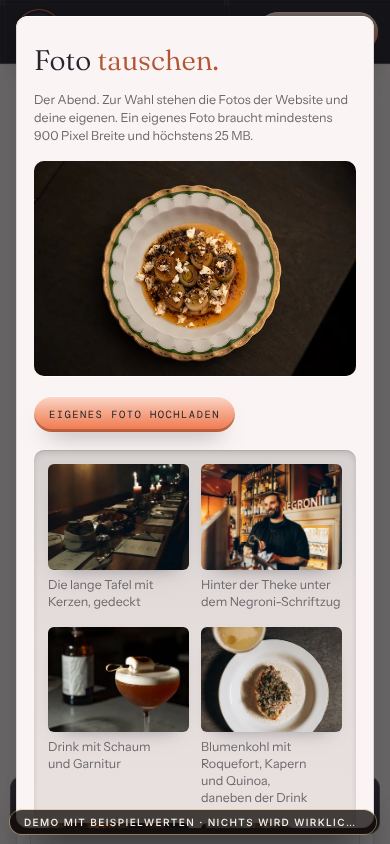 Foto tauschen.
Der Abend. Zur Wahl stehen die Fotos der Website und
deine eigenen. Ein eigenes Foto braucht mindestens
900 Pixel Breite und höchstens 25 MB.
EIGENES FOTO HOCHLADEN
NEGRONI
Die lange Tafel mit
Kerzen, gedeckt
Hinter der Theke unter
dem Negroni-Schriftzug
Drink mit Schaum
und Garnitur
Blumenkohl mit
Roquefort, Kapern
und Quinoa,
daneben der Drink
DEMO MIT BEISPIELWERTEN · NICHTS WIRD WIRKLIC…